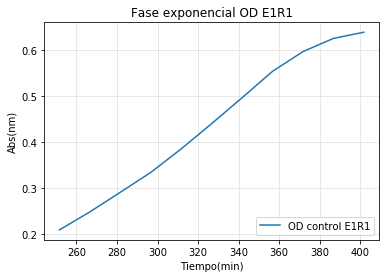 Fase exponencial OD E1R1
0.6
0.5
0.4
0.3
0.2
Abs(nm)
OD control E1R1
260 280 300 320 340 360 380 400
Tiempo(min)